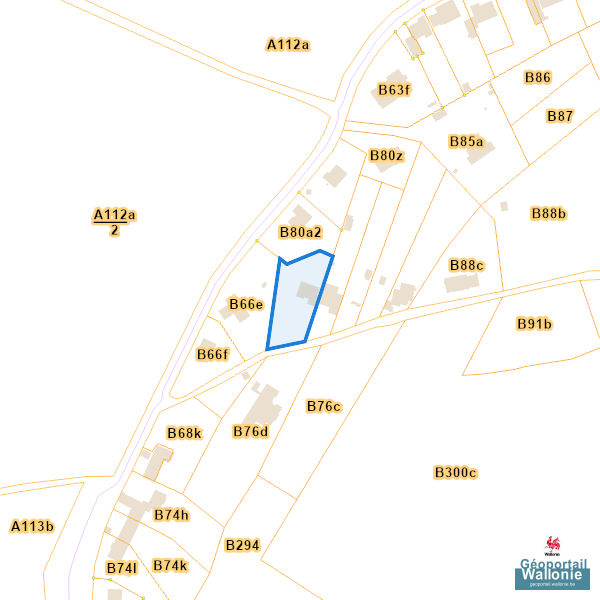 A112a
B86
B63f
B87
B85a
B80z
A112a
2
B88b
B80a2
B88c
B66e
B91b
B66f
B76c
B68k
B76d
B300c
B74h
A113b
B294
B74l
B74k
Wallonie
Géoportail
Wallonie
geoportail.wallonie.be